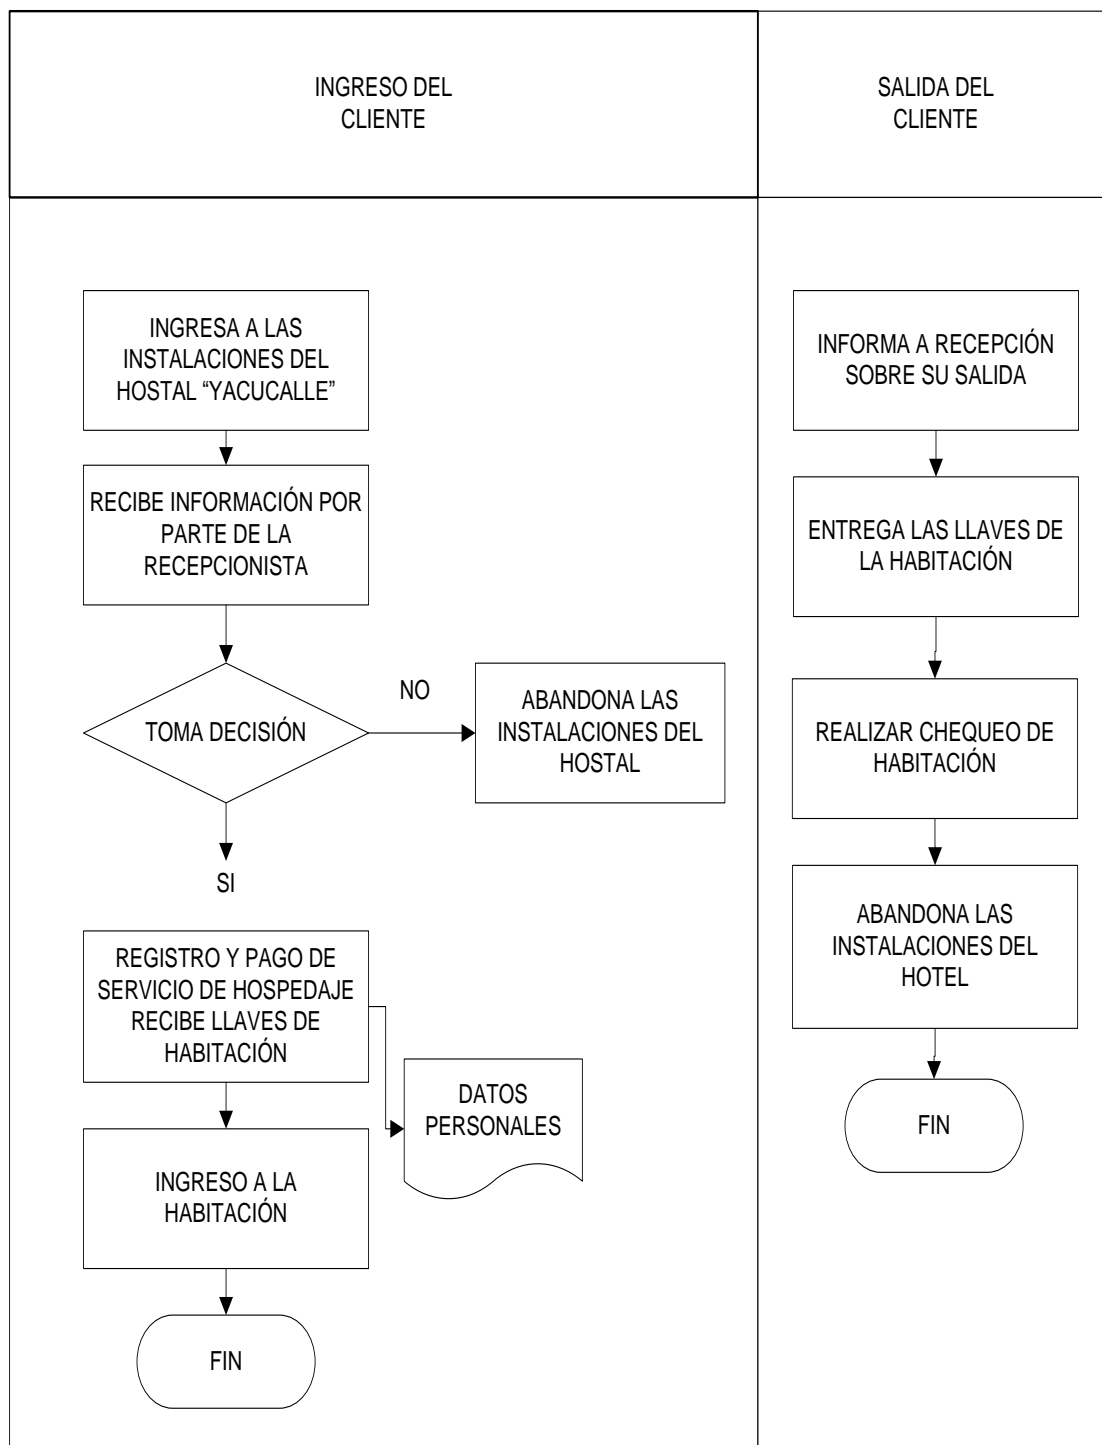 INGRESO DEL
CLIENTE
SALIDA DEL
CLIENTE
INGRESA A LAS
INSTALACIONES DEL
HOSTAL “YACUCALLE”
RECIBE INFORMACIÓN POR
PARTE DE LA
RECEPCIONISTA
TOMA DECISIÓN
NO
ABANDONA LAS
INSTALACIONES DEL
HOSTAL
SI
REGISTRO Y PAGO DE
SERVICIO DE HOSPEDAJE
RECIBE LLAVES DE
HABITACIÓN
DATOS
PERSONALES
INGRESO A LA
HABITACIÓN
FIN
INFORMA A RECEPCIÓN
SOBRE SU SALIDA
ENTREGA LAS LLAVES DE
LA HABITACIÓN
REALIZAR CHEQUEO DE
HABITACIÓN
ABANDONA LAS
INSTALACIONES DEL
HOTEL
FIN